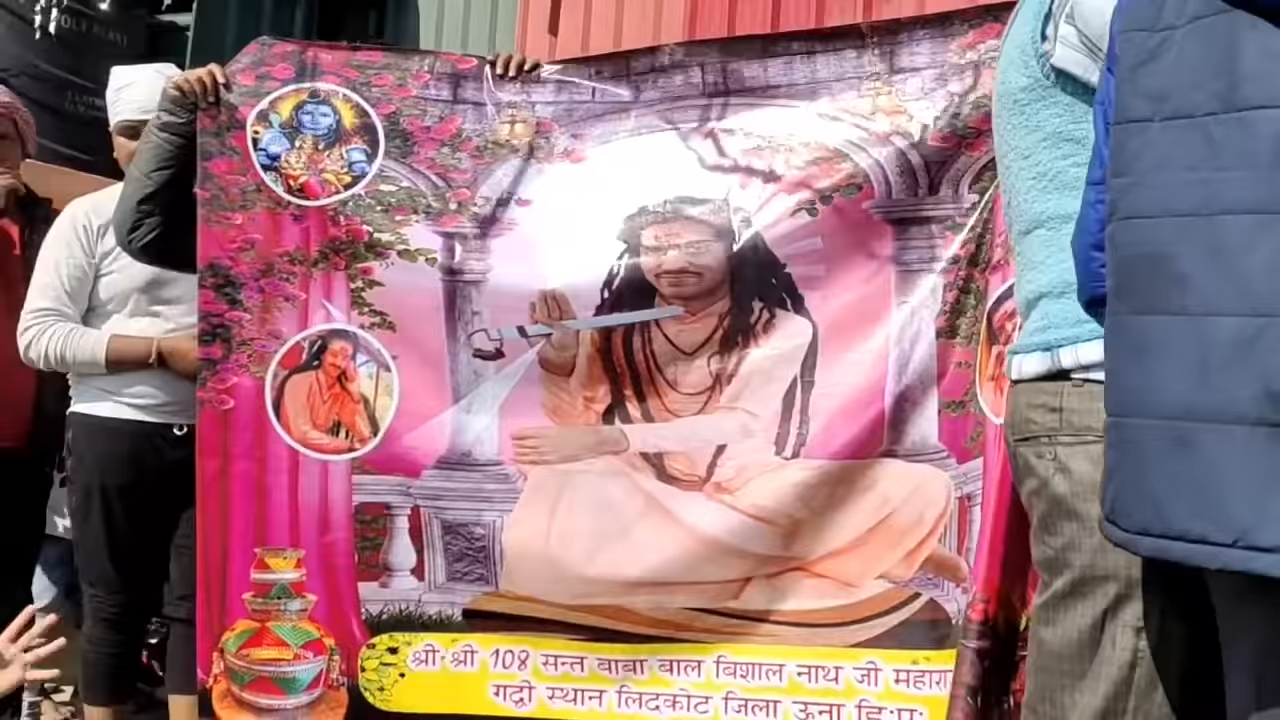 श्री श्री 108 सन्त बाबा बाल बिशाल नाथ जी महारा
गद्दी स्थान लिदकोट जिला ऊना हि:प्र: